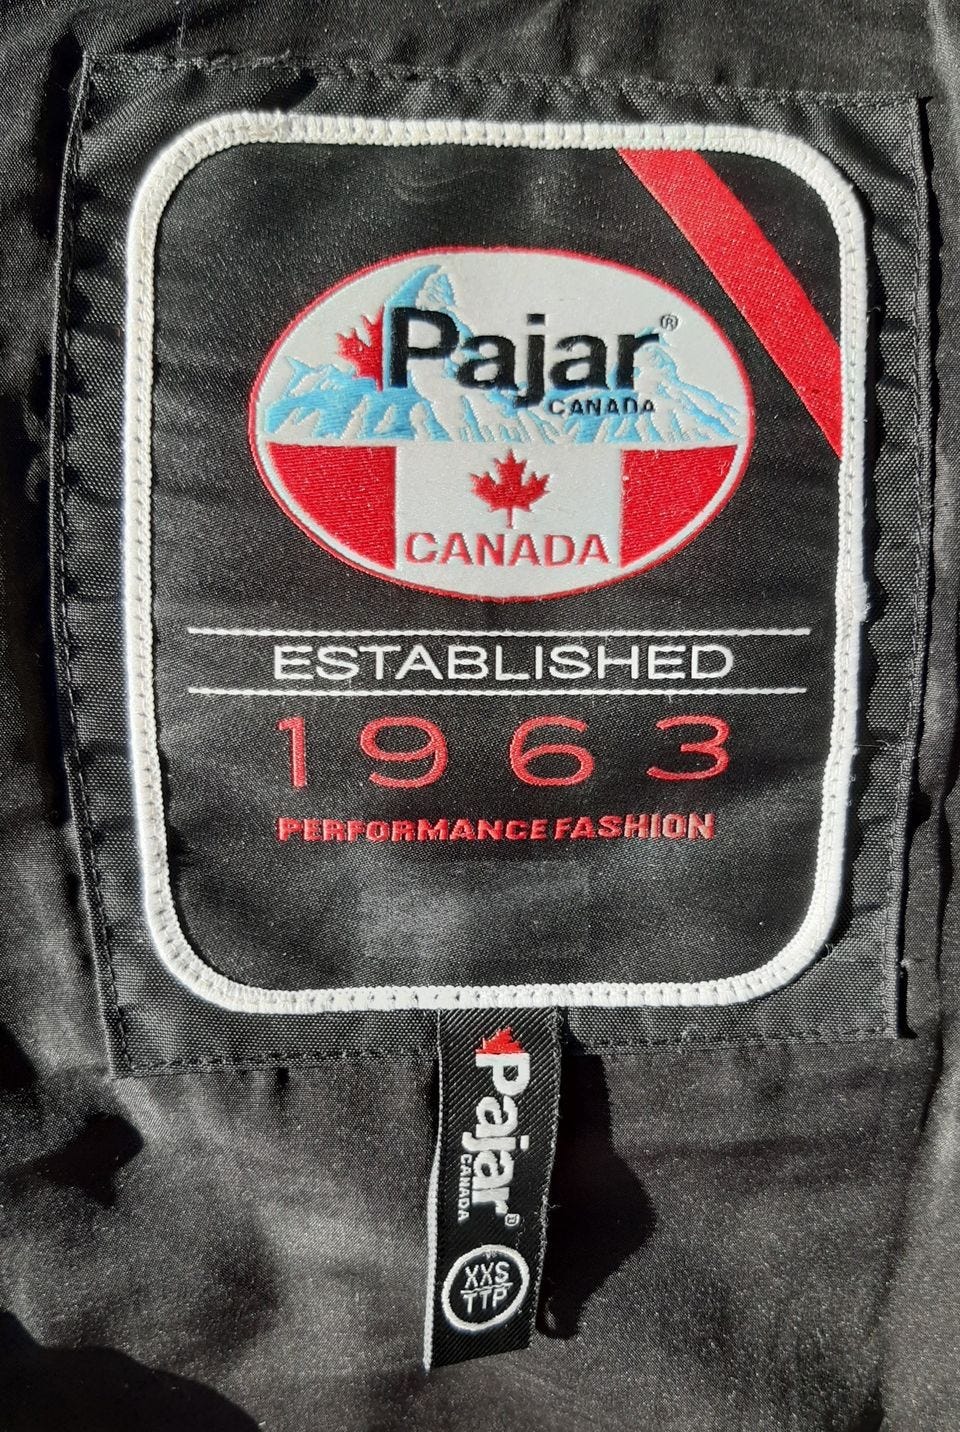 Pajar®
CANADA
CANADA
ESTABLISHED
1963
PERFORMANCE FASHION
Pajar®
CANADA
XXS
TTP